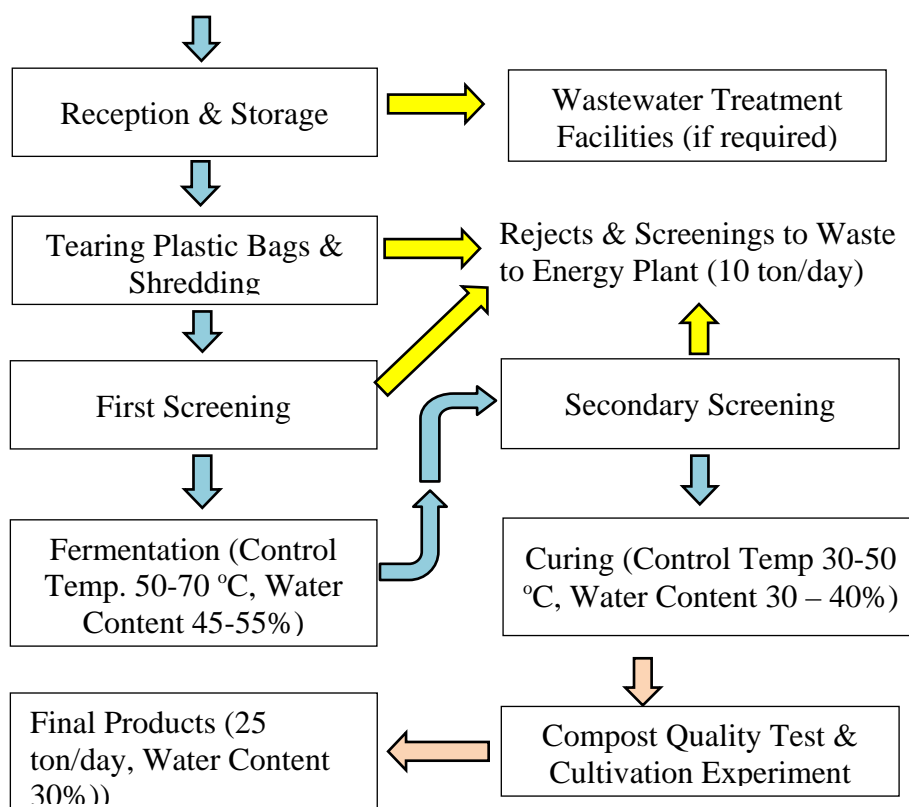 Reception & Storage
Wastewater Treatment
Facilities (if required)
Tearing Plastic Bags &
Shredding
Rejects & Screenings to Waste
to Energy Plant (10 ton/day)
First Screening
Secondary Screening
Fermentation (Control
Temp. 50-70 °C, Water
Content 45-55%)
Curing (Control Temp 30-50
°C, Water Content 30 – 40%)
Final Products (25
ton/day, Water Content
30%))
Compost Quality Test &
Cultivation Experiment